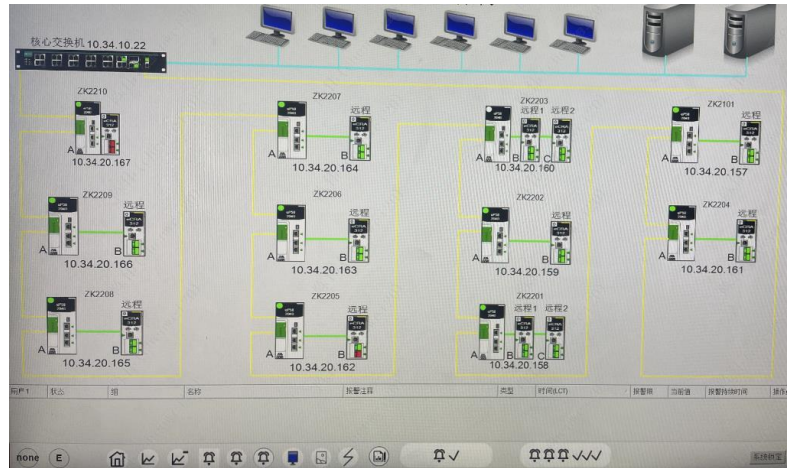 核心交换机 10.34.10.22
ZK2210
A
10.34.20.167
ZK2209
远程
A
B
10.34.20.166
ZK2208
远程
A
B
10.34.20.165
ZK2207
远程
A
B
10.34.20.164
ZK2206
远程
A
B
10.34.20.163
ZK2205
远程
A
B
10.34.20.162
ZK2203
远程1 远程2
A
B
C
10.34.20.160
ZK2202
远程
A
B
10.34.20.159
ZK2201
远程1 远程2
A
B
C
10.34.20.158
ZK2101
远程
A
B
10.34.20.157
ZK2204
远程
A
B
10.34.20.161
状态 组 名称 报警注释 类型 时间(LCT) 报警限 当前值 报警持续时间
none E